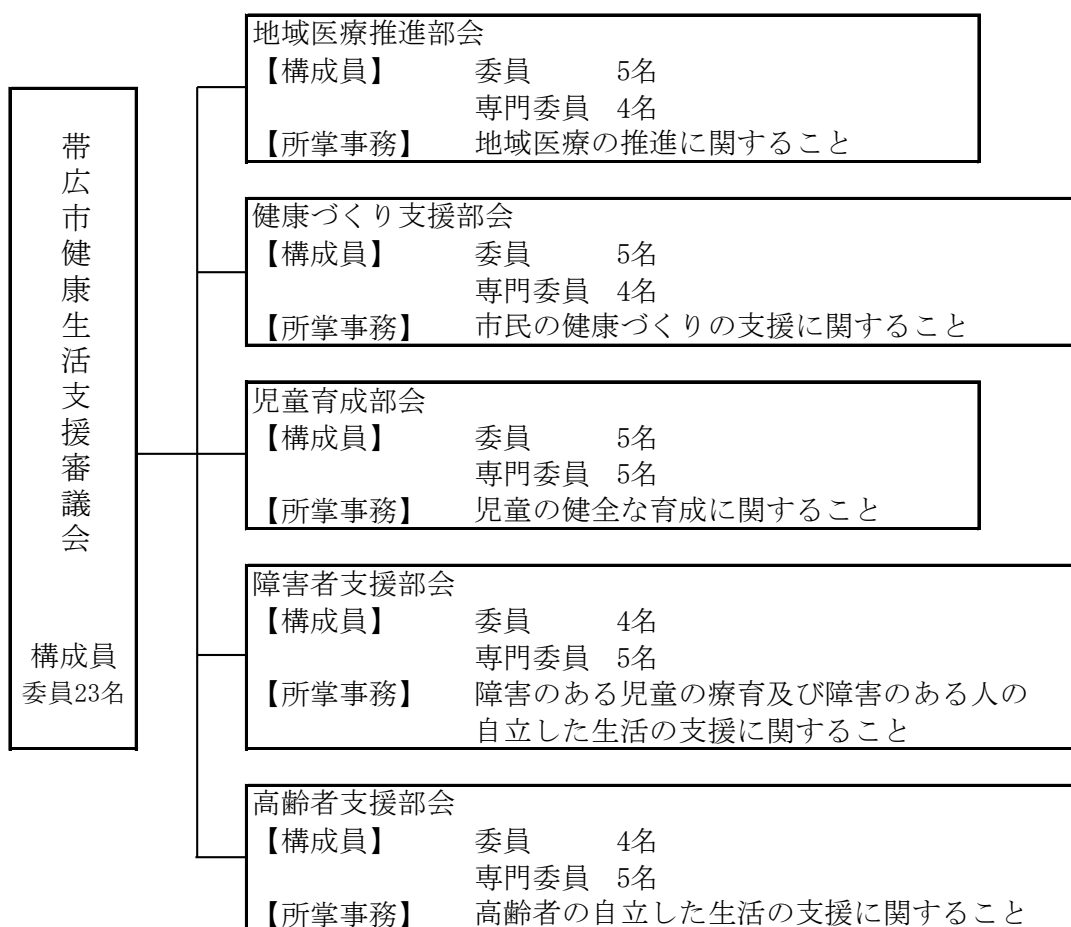 帯広市健康生活支援審議会
構成員
委員23名
地域医療推進部会
【構成員】 委員 5名
専門委員 4名
【所掌事務】 地域医療の推進に関すること
健康づくり支援部会
【構成員】 委員 5名
専門委員 4名
【所掌事務】 市民の健康づくりの支援に関すること
児童育成部会
【構成員】 委員 5名
専門委員 5名
【所掌事務】 児童の健全な育成に関すること
障害者支援部会
【構成員】 委員 4名
専門委員 5名
【所掌事務】 障害のある児童の療育及び障害のある人の
自立した生活の支援に関すること
高齢者支援部会
【構成員】 委員 4名
専門委員 5名
【所掌事務】 高齢者の自立した生活の支援に関すること